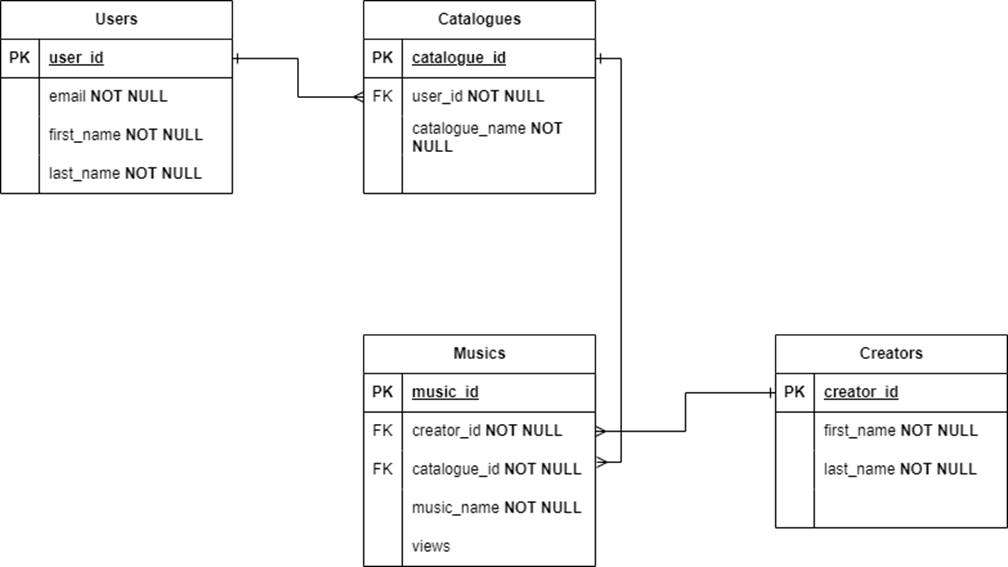 Users
PK user_id
email NOT NULL
first_name NOT NULL
last_name NOT NULL
Catalogues
PK catalogue_id
FK user_id NOT NULL
catalogue_name NOT
NULL
Musics
PK music_id
FK creator_id NOT NULL
FK catalogue_id NOT NULL
music_name NOT NULL
views
Creators
PK creator_id
first_name NOT NULL
last_name NOT NULL